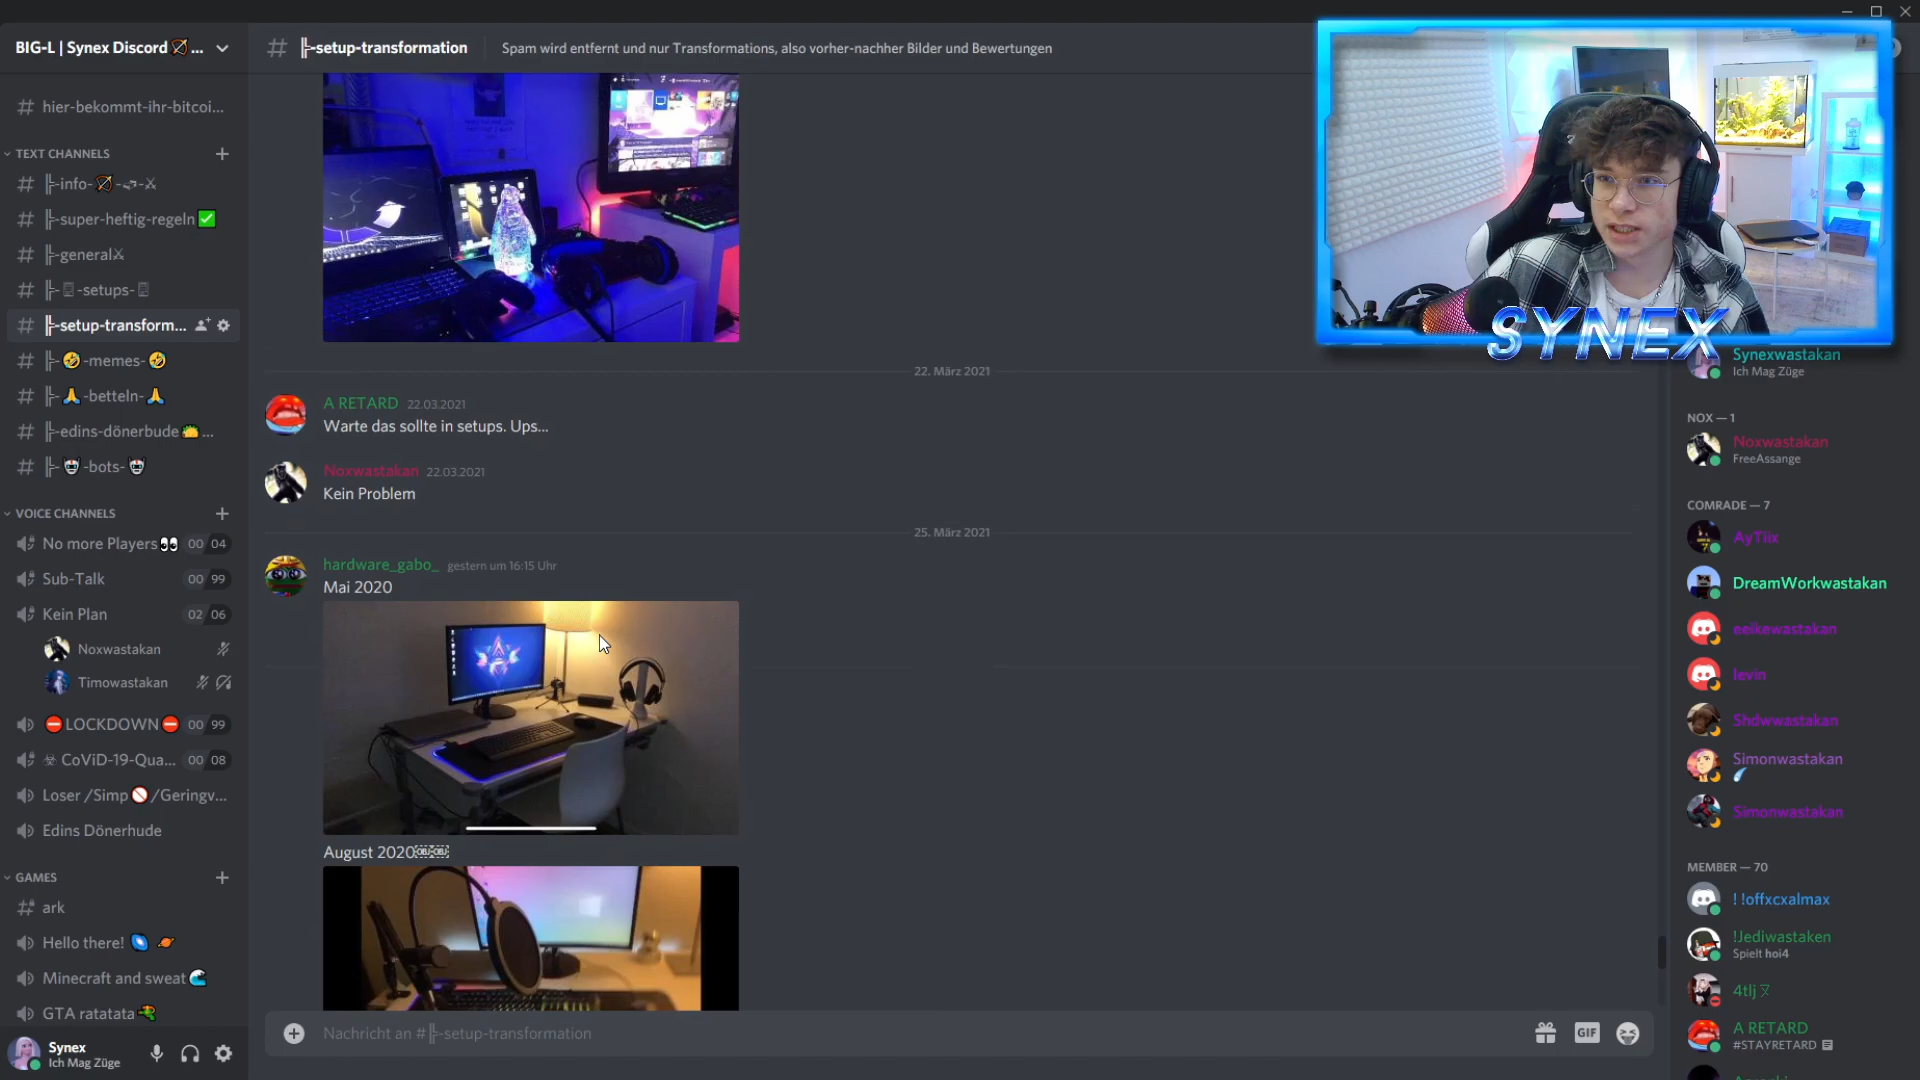 BIG-L | Synex Discord🏹...
╠-setup-transformation
Spam wird entfernt und nur Transformations, also vorher-nachher Bilder und Bewertungen
hier-bekommt-ihr-bitcoi...
TEXT CHANNELS
╠-info-🏹
╠-super-heftig-regeln✅
╠-general⚔
╠-setups-
╠-setup-transform...
╠-🤣-memes-🤣
╠-🙏-betteln-🙏
╠-edins-dönerbude🌮...
╠-🤖-bots-🤖
VOICE CHANNELS
No more Players👀 00 04
Sub-Talk 00 99
Kein Plan 02 06
Noxwastakan
Timowastakan
⛔LOCKDOWN⛔ 00 99
☣ CoViD-19-Qua... 00 08
Loser /Simp🚫/Geringv...
Edins Dönerhude
GAMES
ark
Hello there! 🪐
Minecraft and sweat🌊
GTA ratatata🔫
Synex
Ich Mag Züge
22. März 2021
A RETARD 22.03.2021
Warte das sollte in setups. Ups...
Noxwastakan 22.03.2021
Kein Problem
25. März 2021
hardware_gabo_ gestern um 16:15 Uhr
Mai 2020
August 2020
Nachricht an #╠-setup-transformation
GIF
SYNEX
Synexwastakan
Ich Mag Züge
NOX — 1
Noxwastakan
FreeAssange
COMRADE — 7
AyTiix
DreamWorkwastakan
eeikewastakan
levin
Shdwwastakan
Simonwastakan
Simonwastakan
MEMBER — 70
! !offxcxalmax
!Jediwastaken
Spielt hoi4
4tlj
A RETARD
#STAYRETARD